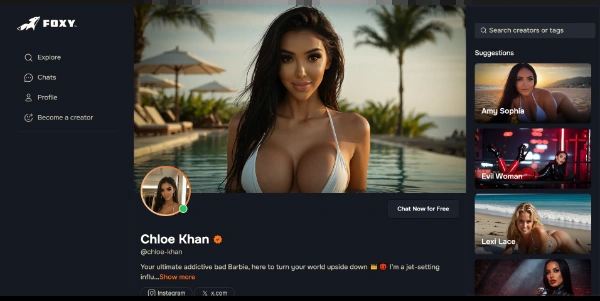 FOXY
Search creators or tags
Explore
Chats
Profile
Become a creator
Suggestions
Amy Sophia
Evil Woman
Lexi Lace
Chat Now for Free
Chloe Khan
@chloe-khan
Your ultimate addictive bad Barbie, here to turn your world upside down 👑 👹 I'm a jet-setting
influ...Show more
Instagram
x.com